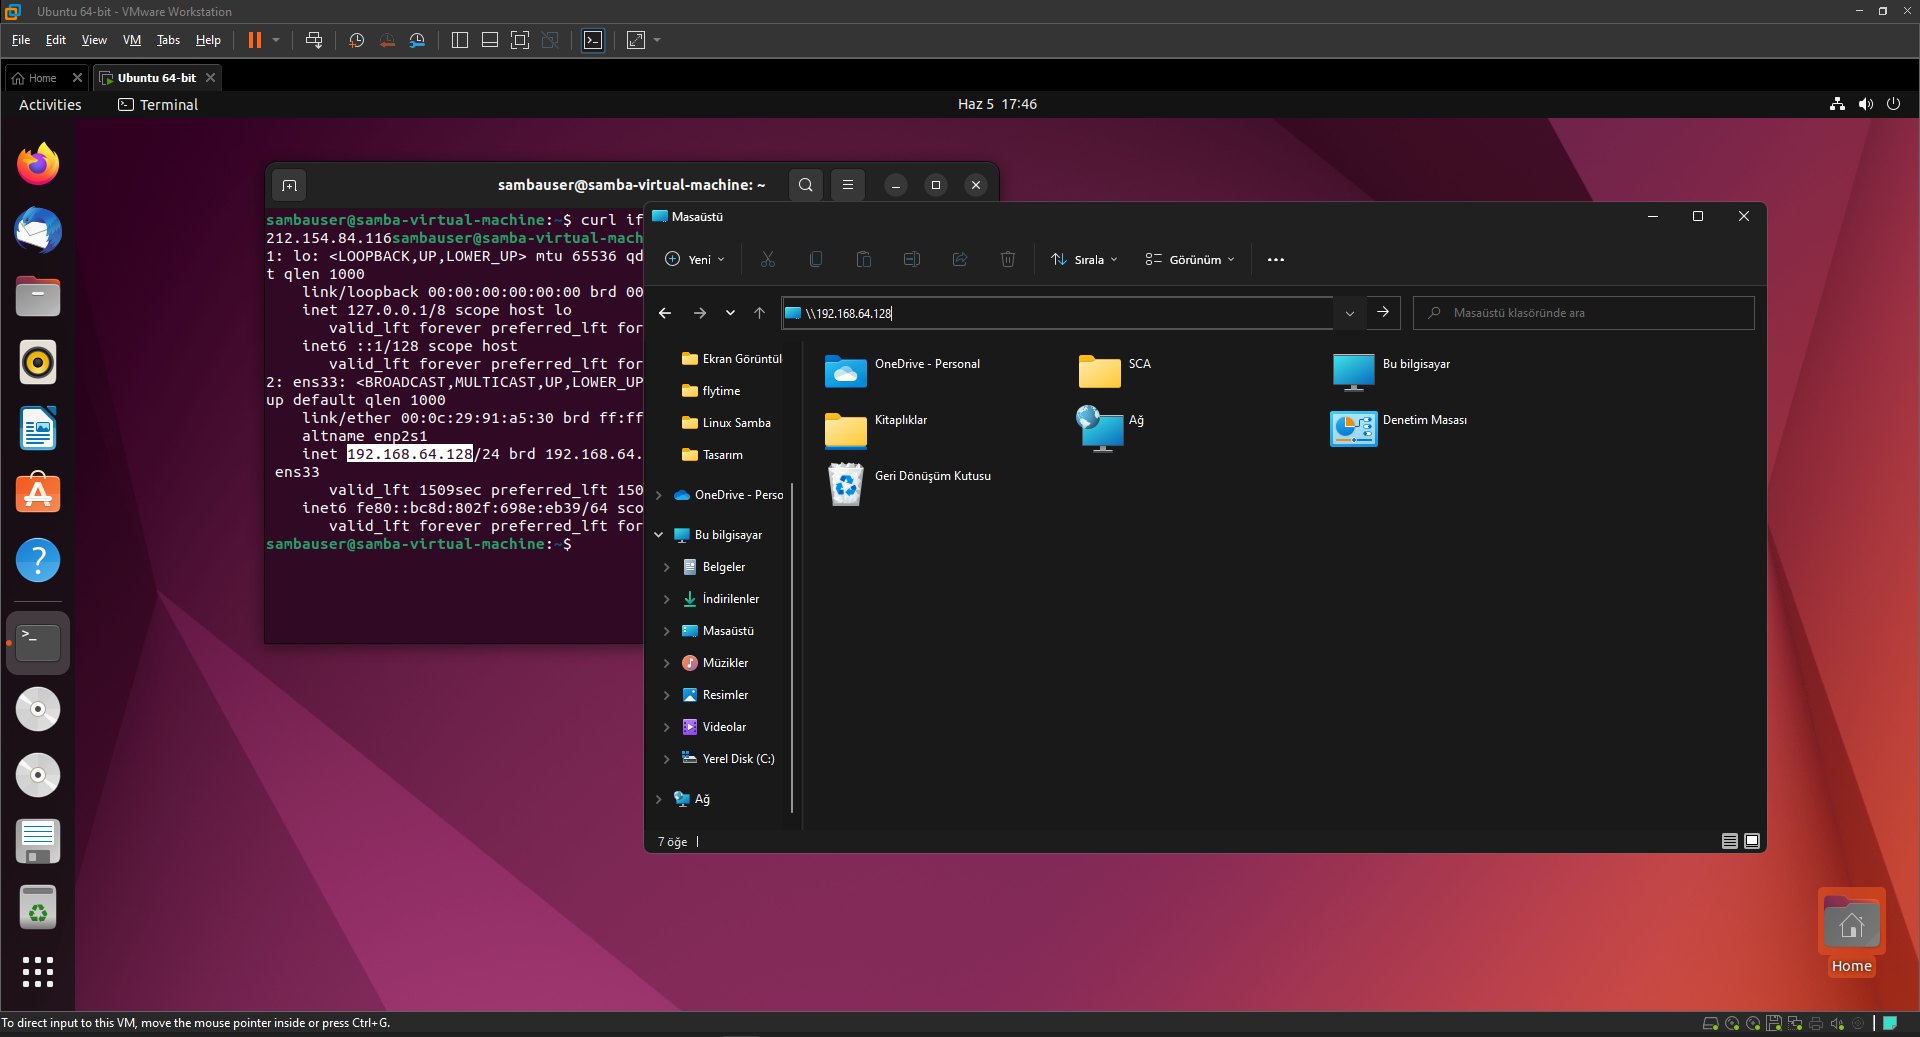 Ubuntu 64-bit - VMware Workstation
File Edit View VM Tabs Help
Home
Ubuntu 64-bit
Activities
Terminal
Haz 5 17:46
sambauser@samba-virtual-machine: ~
sambauser@samba-virtual-machine:~$ curl if
212.154.84.116sambauser@samba-virtual-mach
1: lo: <LOOPBACK,UP,LOWER_UP> mtu 65536 qd
t qlen 1000
link/loopback 00:00:00:00:00:00 brd 00
inet 127.0.0.1/8 scope host lo
valid_lft forever preferred_lft for
inet6 ::1/128 scope host
valid_lft forever preferred_lft for
2: ens33: <BROADCAST,MULTICAST,UP,LOWER_UP
up default qlen 1000
link/ether 00:0c:29:91:a5:30 brd ff:ff
altname enp2s1
inet 192.168.64.128/24 brd 192.168.64.
ens33
valid_lft 1509sec preferred_lft 150
inet6 fe80::bc8d:802f:698e:eb39/64 sco
valid_lft forever preferred_lft for
sambauser@samba-virtual-machine:~$
Masaüstü
Yeni
Sırala
Görünüm
\\192.168.64.128
Masaüstü klasöründe ara
Ekran Görüntül
flytime
Linux Samba
Tasarım
OneDrive - Perso
Bu bilgisayar
Belgeler
İndirilenler
Masaüstü
Müzikler
Resimler
Videolar
Yerel Disk (C:)
Ağ
OneDrive - Personal
SCA
Bu bilgisayar
Kitaplıklar
Ağ
Denetim Masası
Geri Dönüşüm Kutusu
7 öğe
Home
To direct input to this VM, move the mouse pointer inside or press Ctrl+G.